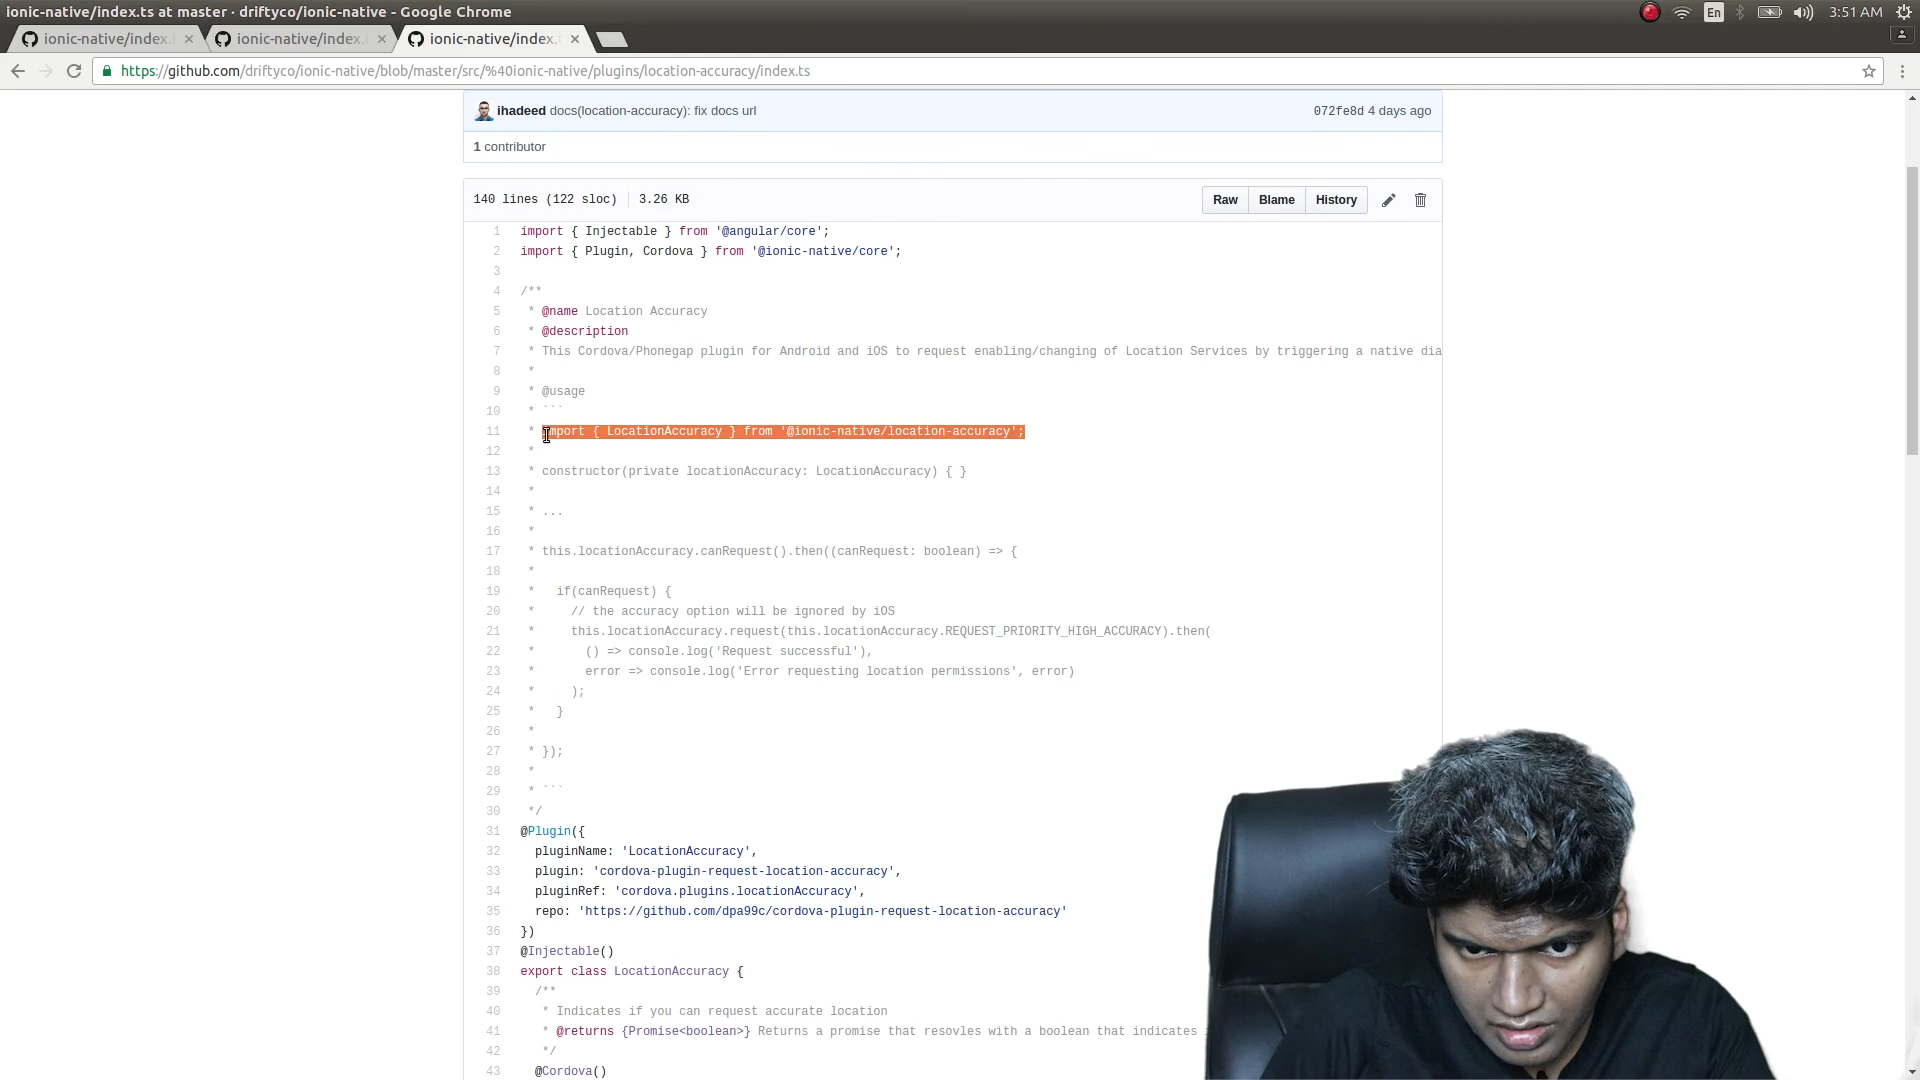 ionic-native/index.ts at master · driftyco/ionic-native - Google Chrome
En
3:51 AM
ionic-native/index.
ionic-native/index.
ionic-native/index.
https://github.com/driftyco/ionic-native/blob/master/src/%40ionic-native/plugins/location-accuracy/index.ts
ihadeed docs(location-accuracy): fix docs url
072fe8d 4 days ago
1 contributor
140 lines (122 sloc) 3.26 KB
Raw Blame History
1 import { Injectable } from '@angular/core';
2 import { Plugin, Cordova } from '@ionic-native/core';
3
4 /**
5 * @name Location Accuracy
6 * @description
7 * This Cordova/Phonegap plugin for Android and iOS to request enabling/changing of Location Services by triggering a native dia
8 *
9 * @usage
10 * ```
11 * import { LocationAccuracy } from '@ionic-native/location-accuracy';
12 *
13 * constructor(private locationAccuracy: LocationAccuracy) { }
14 *
15 * ...
16 *
17 * this.locationAccuracy.canRequest().then((canRequest: boolean) => {
18 *
19 *   if(canRequest) {
20 *     // the accuracy option will be ignored by iOS
21 *     this.locationAccuracy.request(this.locationAccuracy.REQUEST_PRIORITY_HIGH_ACCURACY).then(
22 *       () => console.log('Request successful'),
23 *       error => console.log('Error requesting location permissions', error)
24 *     );
25 *   }
26 *
27 * });
28 *
29 * ```
30 */
31 @Plugin({
32   pluginName: 'LocationAccuracy',
33   plugin: 'cordova-plugin-request-location-accuracy',
34   pluginRef: 'cordova.plugins.locationAccuracy',
35   repo: 'https://github.com/dpa99c/cordova-plugin-request-location-accuracy'
36 })
37 @Injectable()
38 export class LocationAccuracy {
39   /**
40    * Indicates if you can request accurate location
41    * @returns {Promise<boolean>} Returns a promise that resovles with a boolean that indicates
42    */
43   @Cordova()